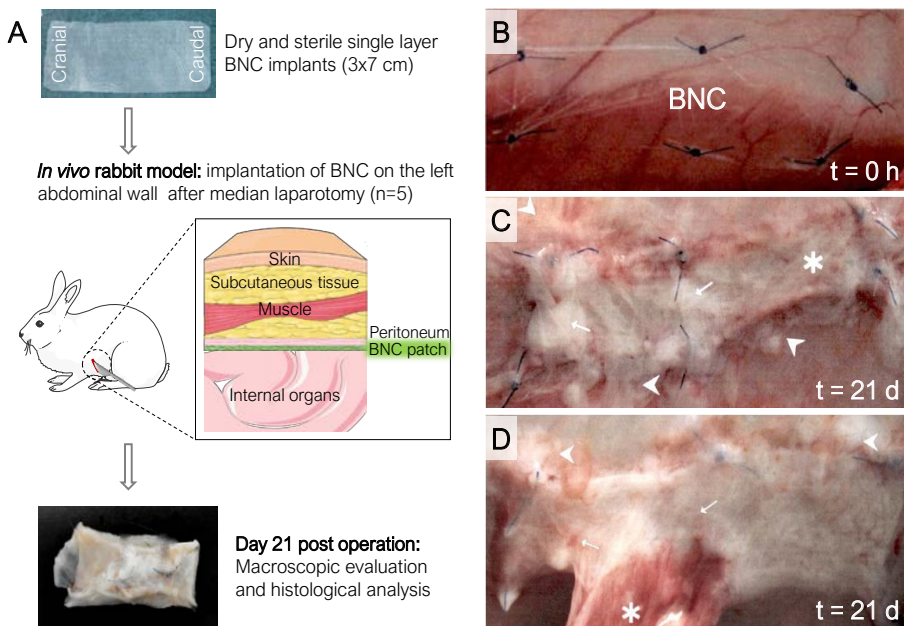 A
Cranial
Caudal
Dry and sterile single layer
BNC implants (3x7 cm)
In vivo rabbit model: implantation of BNC on the left
abdominal wall after median laparotomy (n=5)
Skin
Subcutaneous tissue
Muscle
Peritoneum
BNC patch
Internal organs
Day 21 post operation:
Macroscopic evaluation
and histological analysis
B
BNC
t = 0 h
C
*
t = 21 d
D
*
t = 21 d